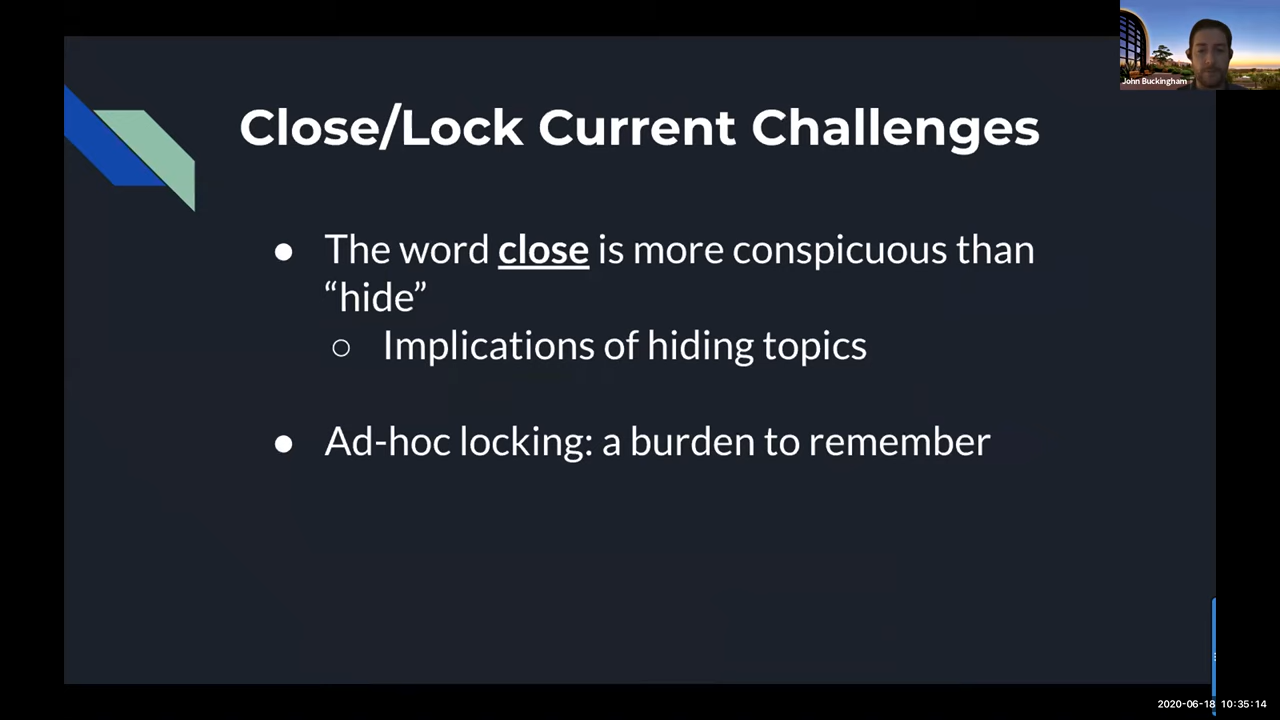 John Buckingham
Close/Lock Current Challenges
● The word close is more conspicuous than
“hide”
○ Implications of hiding topics
● Ad-hoc locking: a burden to remember
2020-06-18 10:35:14